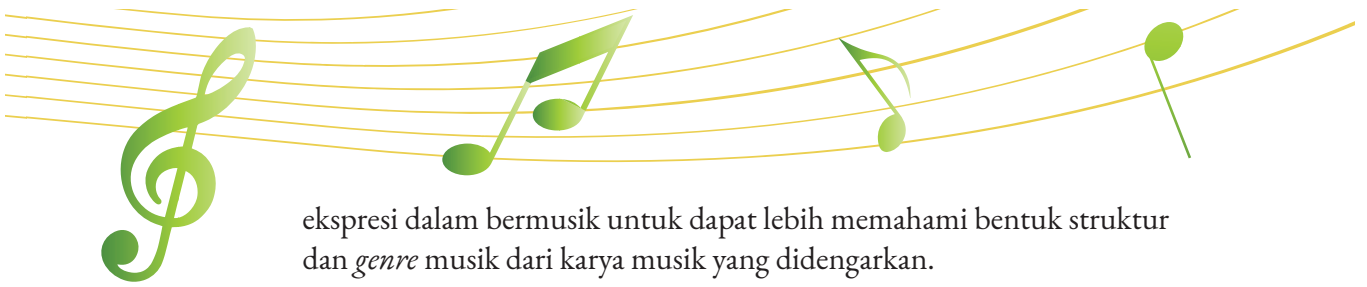 ekspresi dalam bermusik untuk dapat lebih memahami bentuk struktur
dan genre musik dari karya musik yang didengarkan.